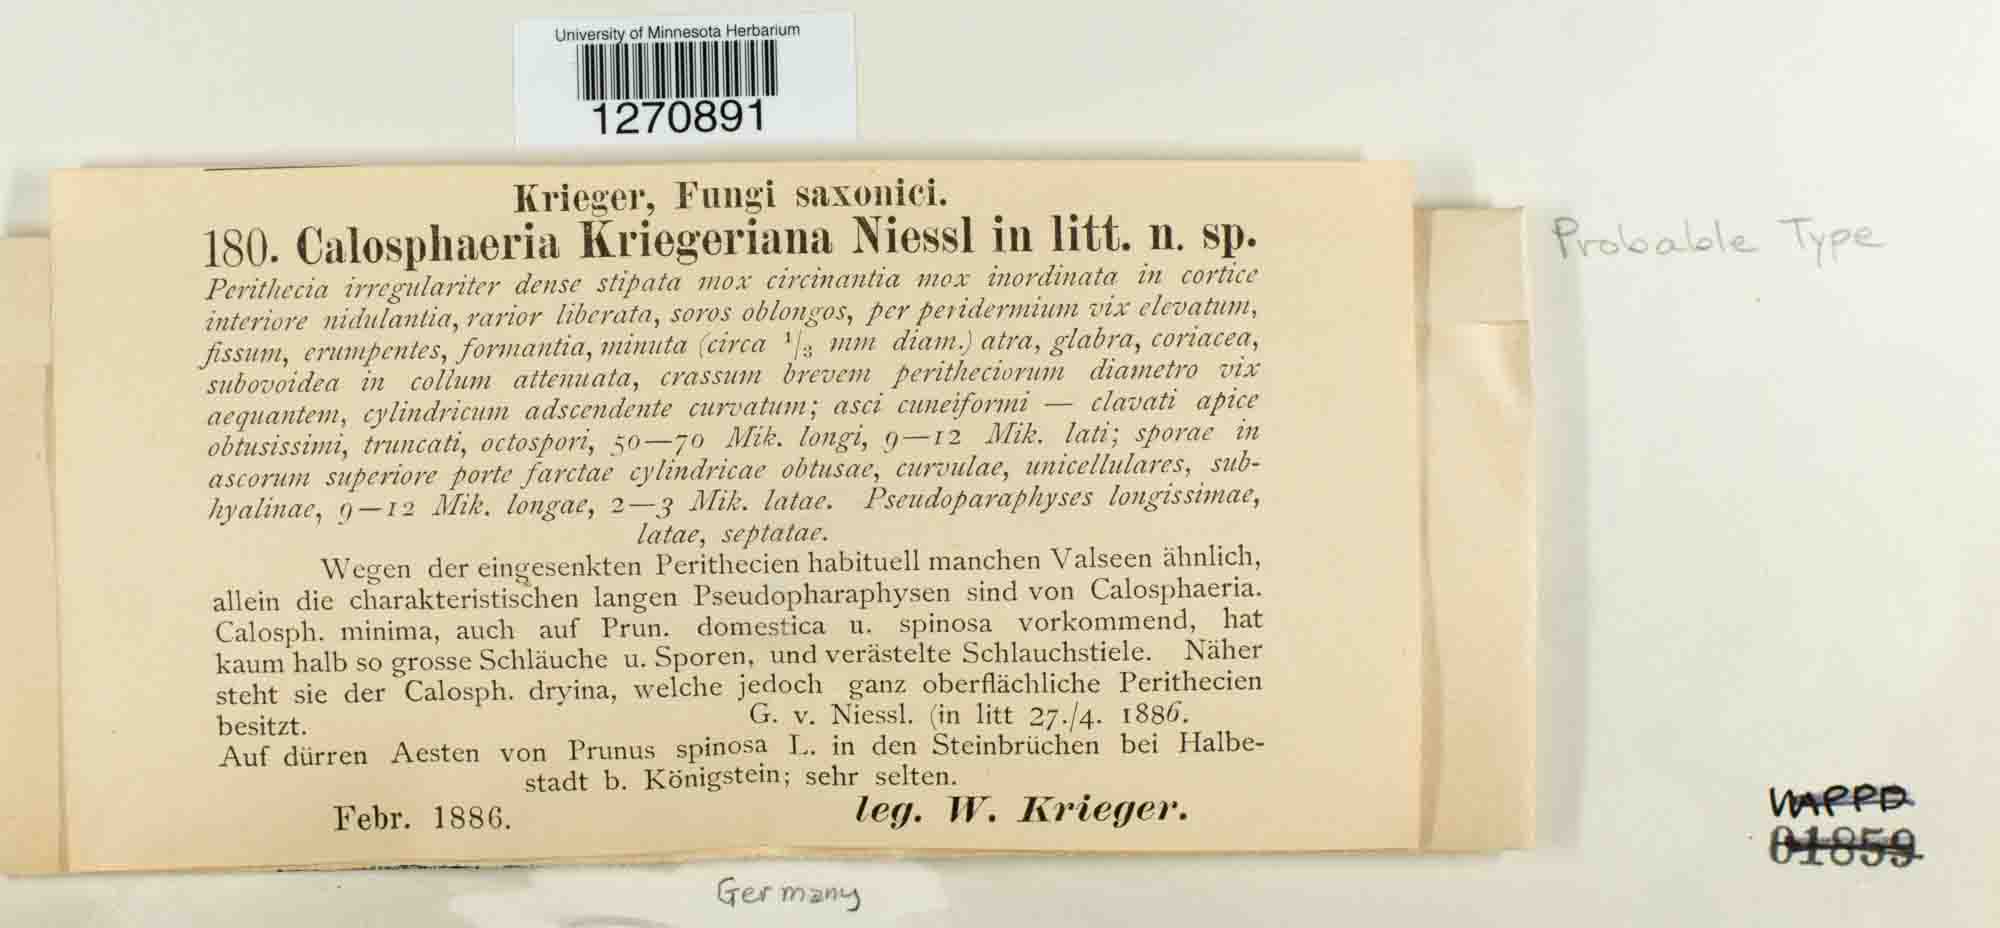 University of Minnesota Herbarium
1270891
Krieger, Fungi saxonici.
180. Calosphaeria Kriegeriana Niessl in litt. n. sp.
Perithecia irregulariter dense stipata mox circinantia mox inordinata in cortice
interiore nidulantia, rarior liberata, soros oblongos, per peridermium vix elevatum,
fissum, erumpentes, formantia, minuta (circa 1/3 mm diam.) atra, glabra, coriacea,
subovoidea in collum attenuata, crassum brevem peritheciorum diametro vix
aequantem, cylindricum adscendente curvatum; asci cuneiformi — clavati apice
obtusissimi, truncati, octospori, 50—70 Mik. longi, 9—12 Mik. lati; sporae in
ascorum superiore porte farctae cylindricae obtusae, curvulae, unicellulares, sub-
hyalinae, 9—12 Mik. longae, 2—3 Mik. latae. Pseudoparaphyses longissimae,
latae, septatae.
Wegen der eingesenkten Perithecien habituell manchen Valseen ähnlich,
allein die charakteristischen langen Pseudopharaphysen sind von Calosphaeria.
Calosph. minima, auch auf Prun. domestica u. spinosa vorkommend, hat
kaum halb so grosse Schläuche u. Sporen, und verästelte Schlauchstiele. Näher
steht sie der Calosph. dryina, welche jedoch ganz oberflächliche Perithecien
besitzt. G. v. Niessl. (in litt 27./4. 1886.
Auf dürren Aesten von Prunus spinosa L. in den Steinbrüchen bei Halbe-
stadt b. Königstein; sehr selten.
Febr. 1886. leg. W. Krieger.
Probable Type
01859
Germany